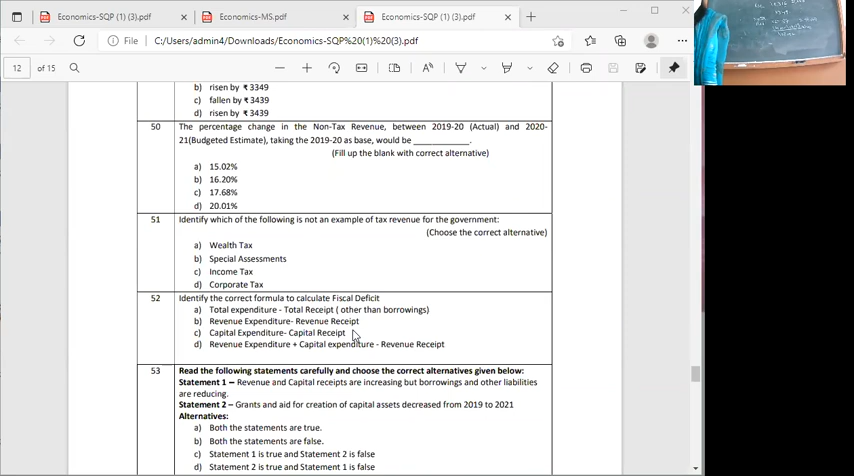 Economics-SQP (1) (3).pdf
Economics-MS.pdf
Economics-SQP (1) (3).pdf
File
C:/Users/admin4/Downloads/Economics-SQP%20(1)%20(3).pdf
12 of 15
b) risen by ₹ 3349
c) fallen by ₹ 3439
d) risen by ₹ 3439
50 The percentage change in the Non-Tax Revenue, between 2019-20 (Actual) and 2020-
21(Budgeted Estimate), taking the 2019-20 as base, would be ____________.
(Fill up the blank with correct alternative)
a) 15.02%
b) 16.20%
c) 17.68%
d) 20.01%
51 Identify which of the following is not an example of tax revenue for the government:
(Choose the correct alternative)
a) Wealth Tax
b) Special Assessments
c) Income Tax
d) Corporate Tax
52 Identify the correct formula to calculate Fiscal Deficit
a) Total expenditure - Total Receipt ( other than borrowings)
b) Revenue Expenditure- Revenue Receipt
c) Capital Expenditure- Capital Receipt
d) Revenue Expenditure + Capital expenditure - Revenue Receipt
53 Read the following statements carefully and choose the correct alternatives given below:
Statement 1 – Revenue and Capital receipts are increasing but borrowings and other liabilities
are reducing.
Statement 2 – Grants and aid for creation of capital assets decreased from 2019 to 2021
Alternatives:
a) Both the statements are true.
b) Both the statements are false.
c) Statement 1 is true and Statement 2 is false
d) Statement 2 is true and Statement 1 is false